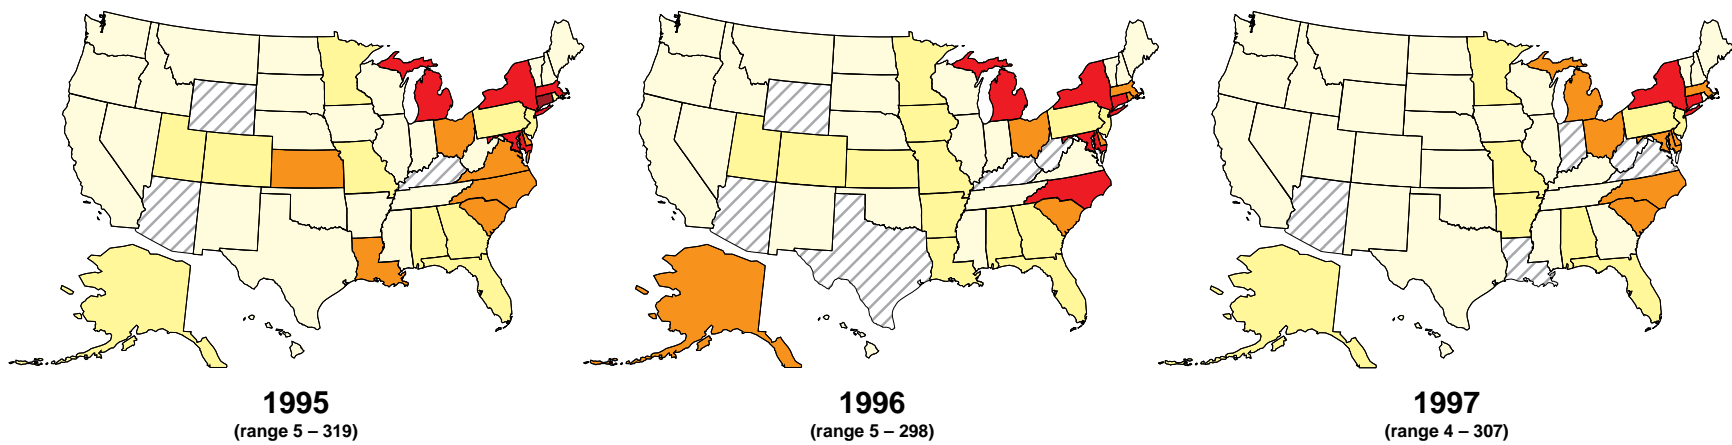 1995
(range 5 – 319)
1996
(range 5 – 298)
1997
(range 4 – 307)